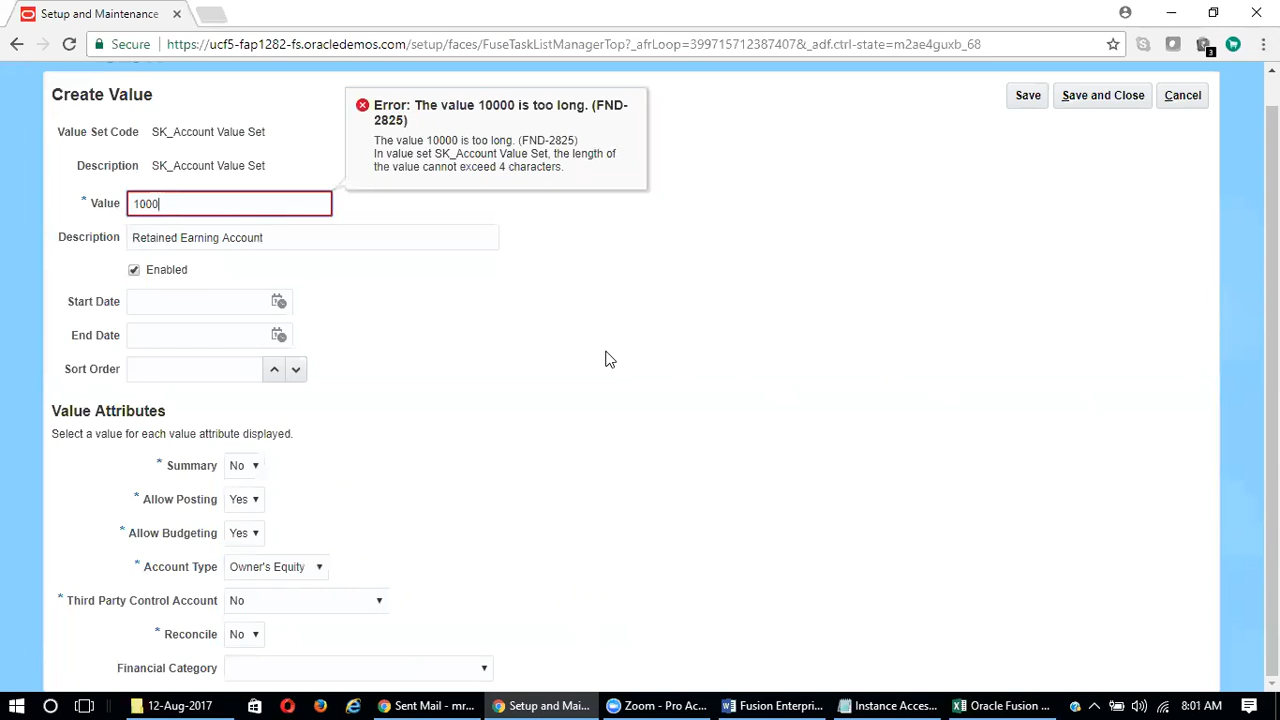 Setup and Maintenance
Secure
https://ucf5-fap1282-fs.oracledemos.com/setup/faces/FuseTaskListManagerTop?_afrLoop=399715712387407&_adf.ctrl-state=m2ae4guxb_68
3
Create Value
Save
Save and Close
Cancel
Error: The value 10000 is too long. (FND-
2825)
The value 10000 is too long. (FND-2825)
In value set SK_Account Value Set, the length of
the value cannot exceed 4 characters.
Value Set Code SK_Account Value Set
Description SK_Account Value Set
* Value 1000
Description Retained Earning Account
Enabled
Start Date
End Date
Sort Order
Value Attributes
Select a value for each value attribute displayed.
* Summary No
* Allow Posting Yes
* Allow Budgeting Yes
* Account Type Owner's Equity
* Third Party Control Account No
* Reconcile No
Financial Category
12-Aug-2017
Sent Mail - mr...
Setup and Mai...
Zoom - Pro Ac...
Fusion Enterpri...
Instance Acces...
Oracle Fusion ...
8:01 AM